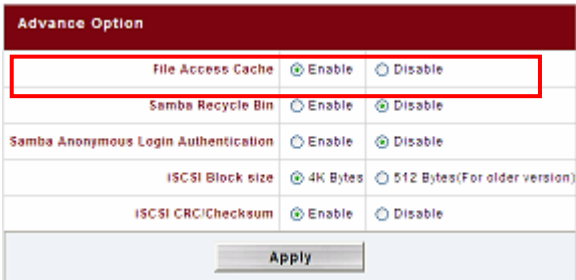 Advance Option
File Access Cache Enable Disable
Samba Recycle Bin Enable Disable
Samba Anonymous Login Authentication Enable Disable
iSCSI Block size 4K Bytes 512 Bytes(For older version)
iSCSI CRC/Checksum Enable Disable
Apply